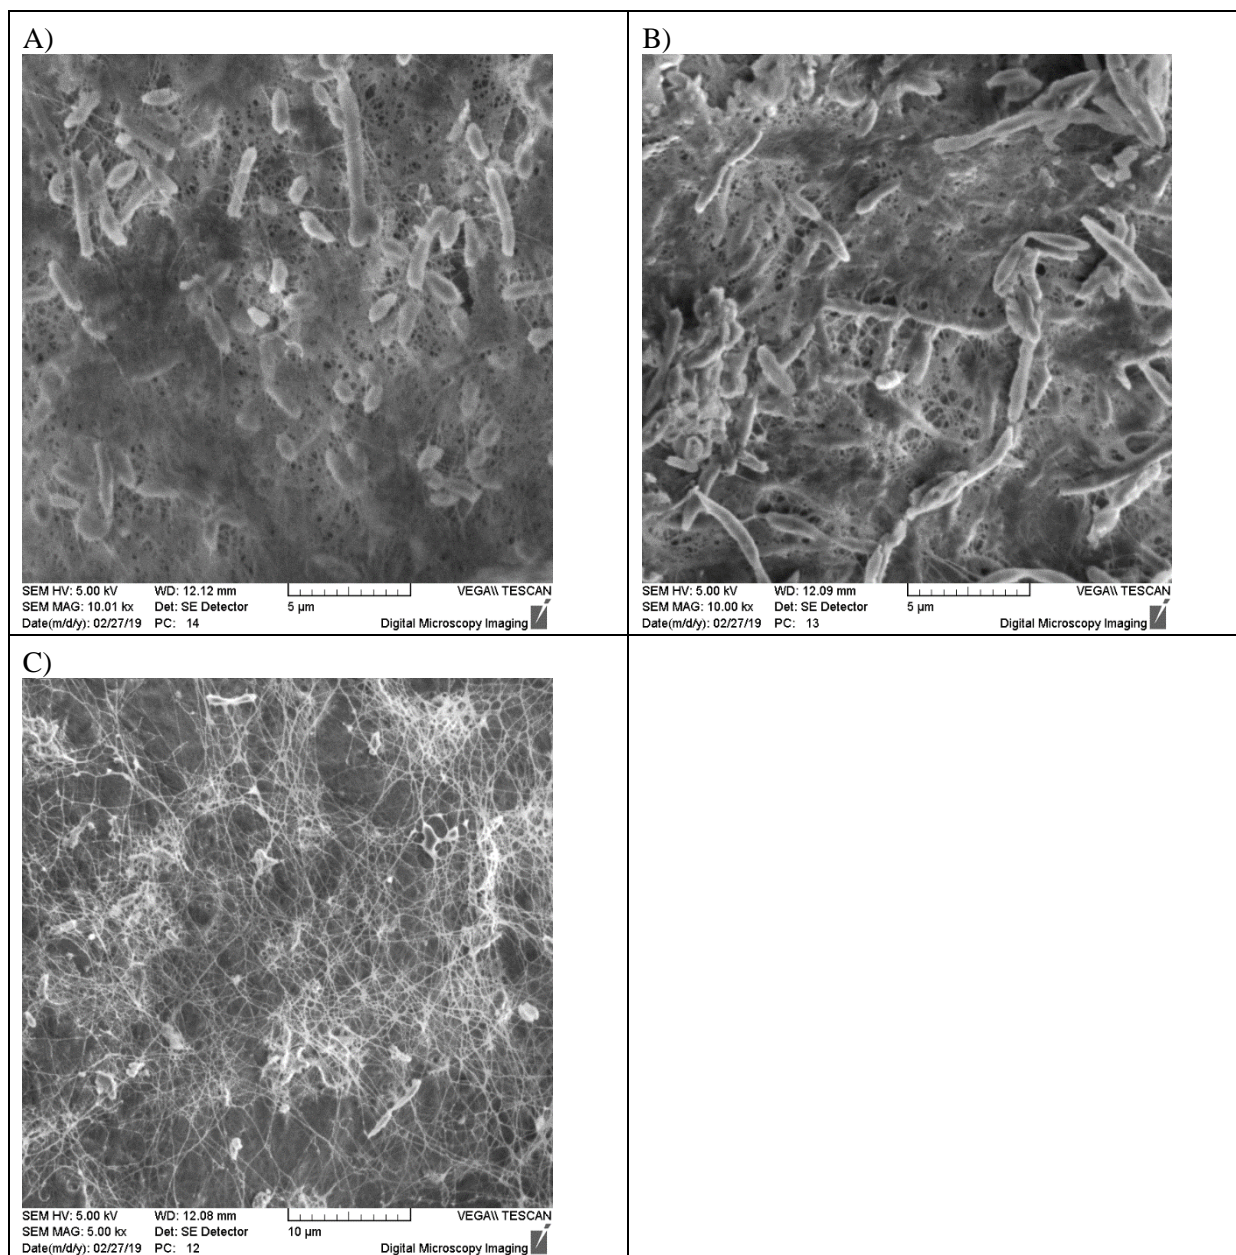 A)
SEM HV: 5.00 kV WD: 12.12 mm VEGA\\ TESCAN
SEM MAG: 10.01 kx Det: SE Detector 5 µm
Date(m/d/y): 02/27/19 PC: 14 Digital Microscopy Imaging
B)
SEM HV: 5.00 kV WD: 12.09 mm VEGA\\ TESCAN
SEM MAG: 10.00 kx Det: SE Detector 5 µm
Date(m/d/y): 02/27/19 PC: 13 Digital Microscopy Imaging
C)
SEM HV: 5.00 kV WD: 12.08 mm VEGA\\ TESCAN
SEM MAG: 5.00 kx Det: SE Detector 10 µm
Date(m/d/y): 02/27/19 PC: 12 Digital Microscopy Imaging